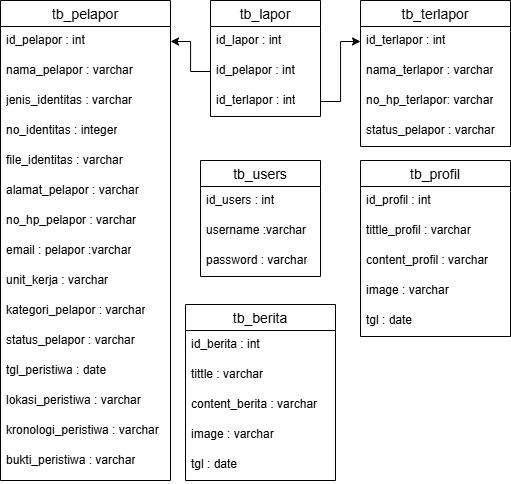 tb_pelapor
id_pelapor : int
nama_pelapor : varchar
jenis_identitas : varchar
no_identitas : integer
file_identitas : varchar
alamat_pelapor : varchar
no_hp_pelapor : varchar
email : pelapor :varchar
unit_kerja : varchar
kategori_pelapor : varchar
status_pelapor : varchar
tgl_peristiwa : date
lokasi_peristiwa : varchar
kronologi_peristiwa : varchar
bukti_peristiwa : varchar
tb_lapor
id_lapor : int
id_pelapor : int
id_terlapor : int
tb_terlapor
id_terlapor : int
nama_terlapor : varchar
no_hp_terlapor: varchar
status_pelapor : varchar
tb_users
id_users : int
username :varchar
password : varchar
tb_profil
id_profil : int
tittle_profil : varchar
content_profil : varchar
image : varchar
tgl : date
tb_berita
id_berita : int
tittle : varchar
content_berita : varchar
image : varchar
tgl : date